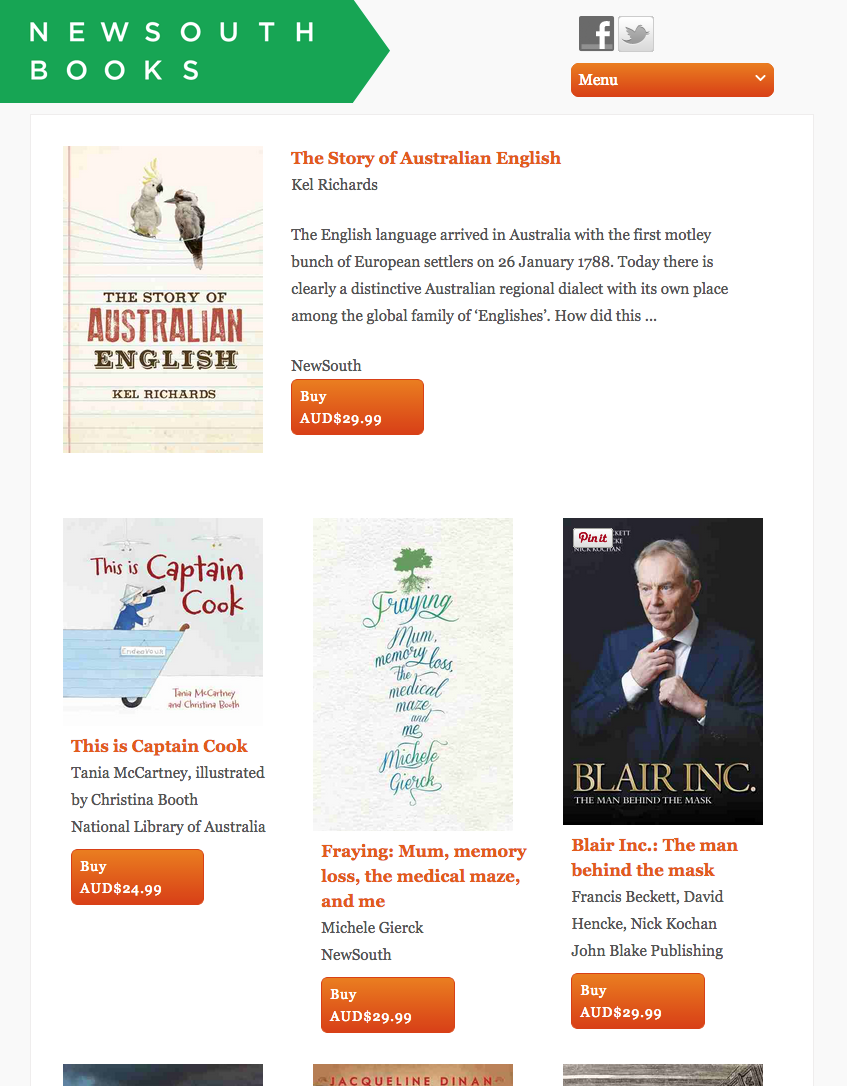 NEWSOUTH
BOOKS
Menu
THE STORY OF
AUSTRALIAN
ENGLISH
KEL RICHARDS
The Story of Australian English
Kel Richards
The English language arrived in Australia with the first motley
bunch of European settlers on 26 January 1788. Today there is
clearly a distinctive Australian regional dialect with its own place
among the global family of ‘Englishes’. How did this ...
NewSouth
Buy
AUD$29.99
This is Captain
Cook
Endeavour
Tania McCartney
and Christina Booth
This is Captain Cook
Tania McCartney, illustrated
by Christina Booth
National Library of Australia
Buy
AUD$24.99
Fraying
Mum,
memory loss,
the
medical
maze,
and
me
Michele
Gierck
Fraying: Mum, memory
loss, the medical maze,
and me
Michele Gierck
NewSouth
Buy
AUD$29.99
Pin it
NICK KOCHAN
BLAIR INC.
THE MAN BEHIND THE MASK
Blair Inc.: The man
behind the mask
Francis Beckett, David
Hencke, Nick Kochan
John Blake Publishing
Buy
AUD$29.99
JACQUELINE DINAN